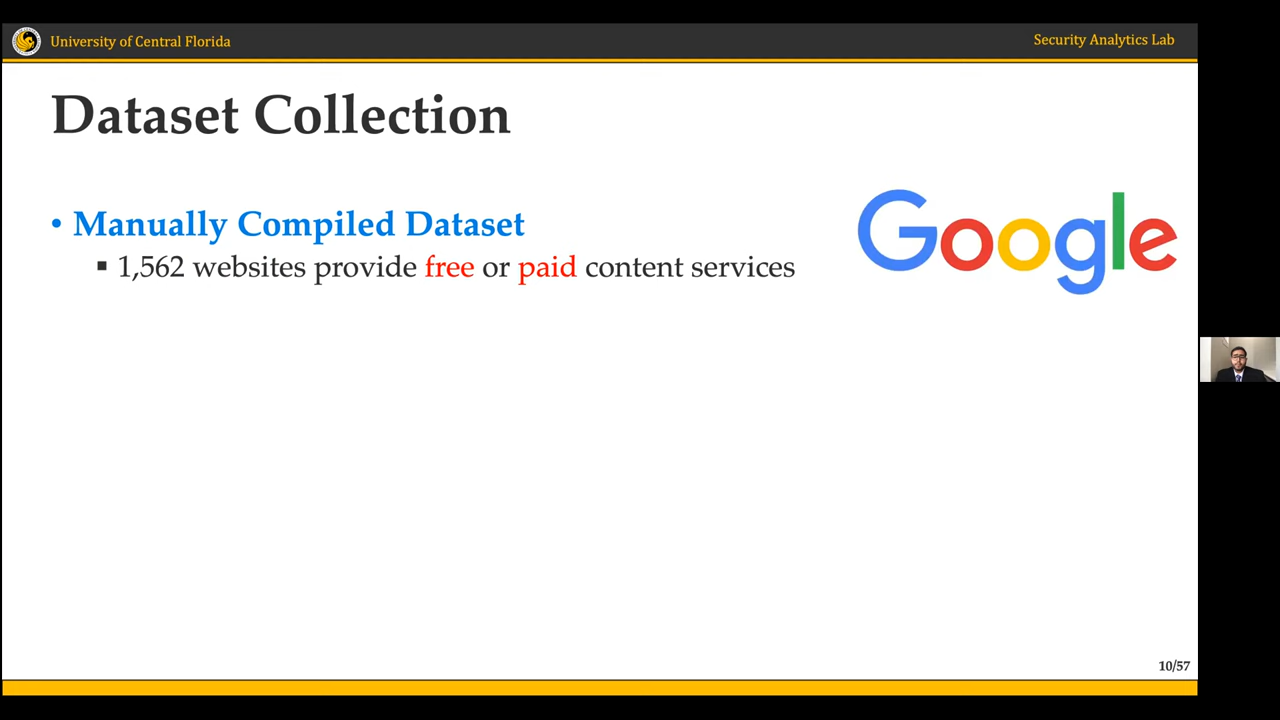 University of Central Florida
Security Analytics Lab
Dataset Collection
• Manually Compiled Dataset
▪ 1,562 websites provide free or paid content services
Google
10/57